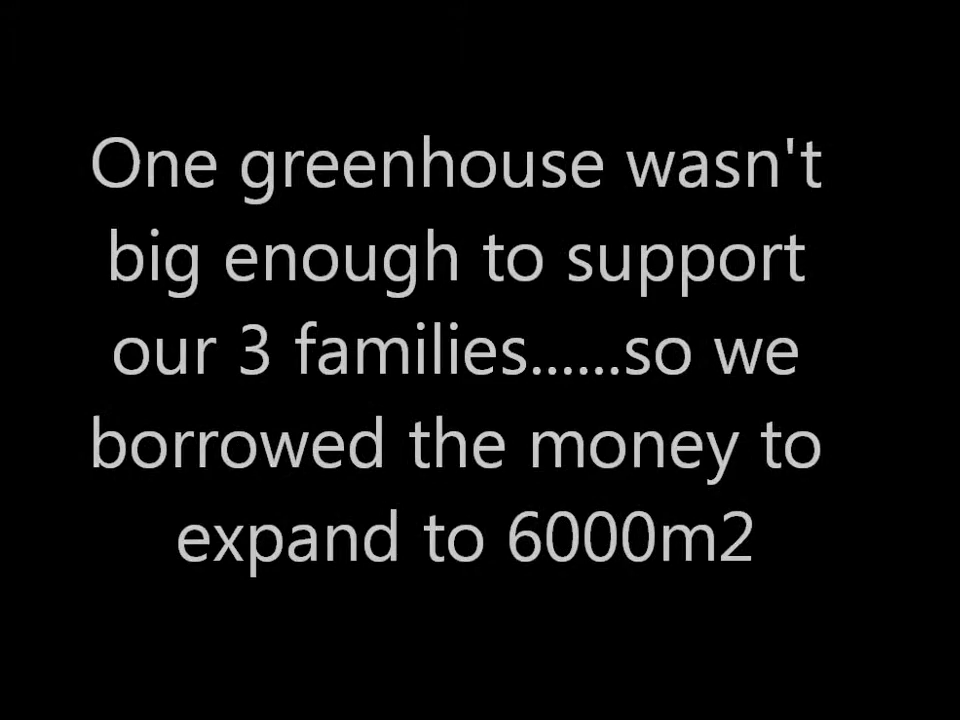 One greenhouse wasn't
big enough to support
our 3 families......so we
borrowed the money to
expand to 6000m2